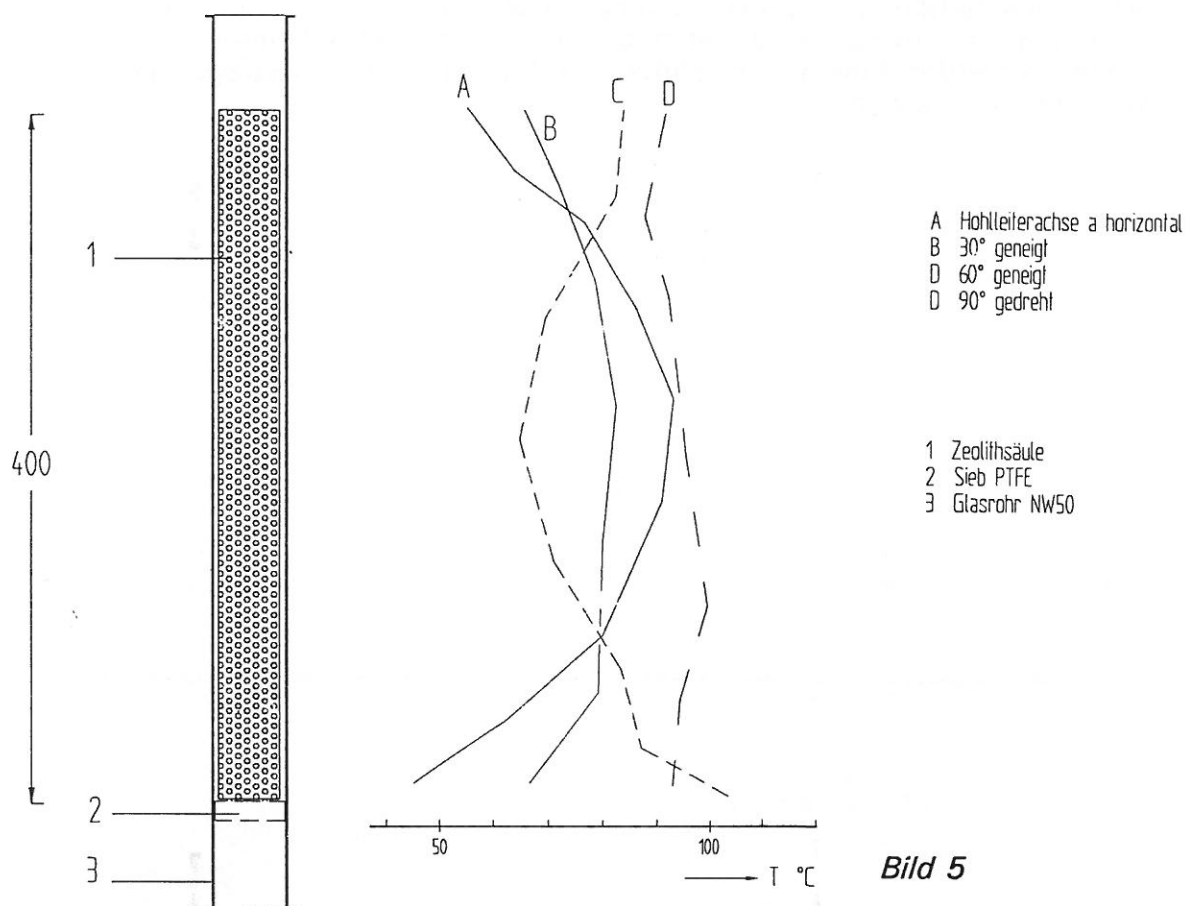 A
B
C
D
1
400
2
3
A Hohlleiterachse a horizontal
B 30° geneigt
D 60° geneigt
D 90° gedreht
1 Zeolithsäule
2 Sieb PTFE
3 Glasrohr NW50
50
100
T °C
Bild 5